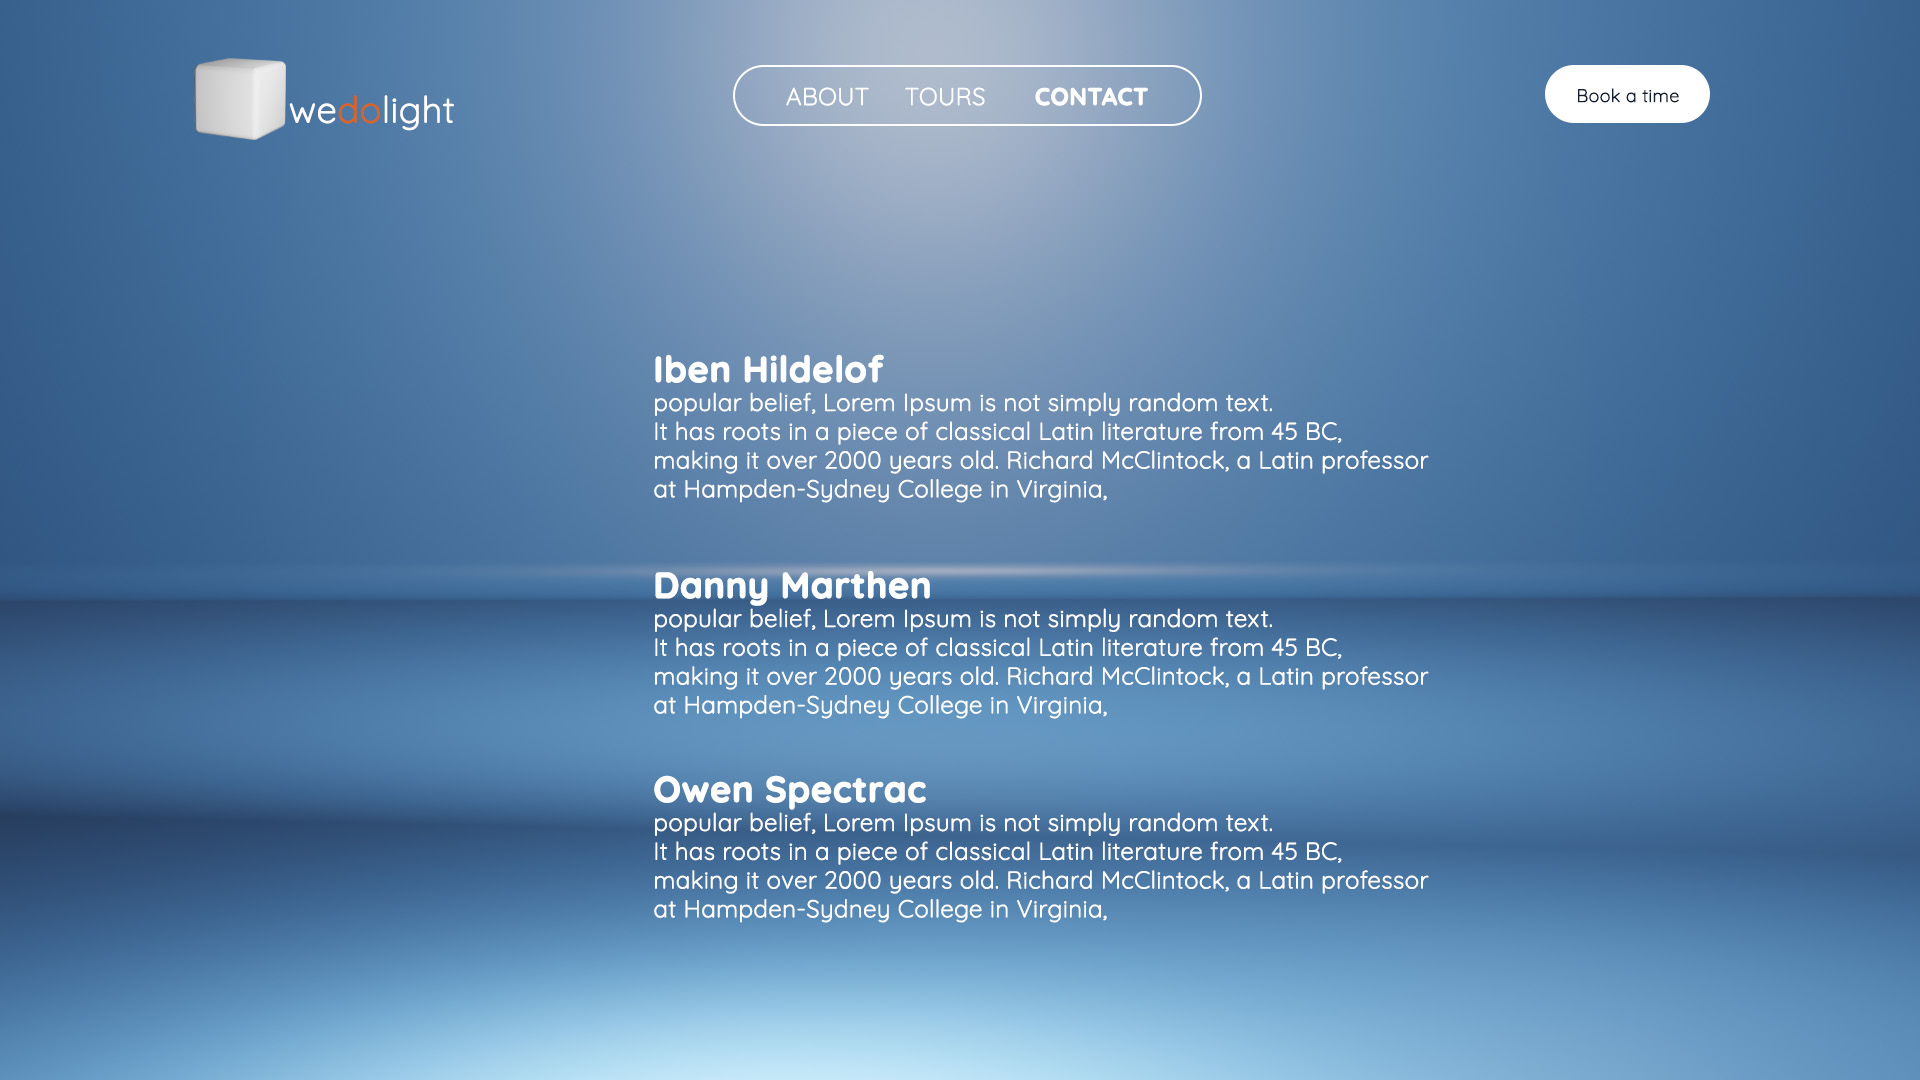 wedolight
ABOUT TOURS CONTACT
Book a time
Iben Hildelof
popular belief, Lorem Ipsum is not simply random text.
It has roots in a piece of classical Latin literature from 45 BC,
making it over 2000 years old. Richard McClintock, a Latin professor
at Hampden-Sydney College in Virginia,
Danny Marthen
popular belief, Lorem Ipsum is not simply random text.
It has roots in a piece of classical Latin literature from 45 BC,
making it over 2000 years old. Richard McClintock, a Latin professor
at Hampden-Sydney College in Virginia,
Owen Spectrac
popular belief, Lorem Ipsum is not simply random text.
It has roots in a piece of classical Latin literature from 45 BC,
making it over 2000 years old. Richard McClintock, a Latin professor
at Hampden-Sydney College in Virginia,